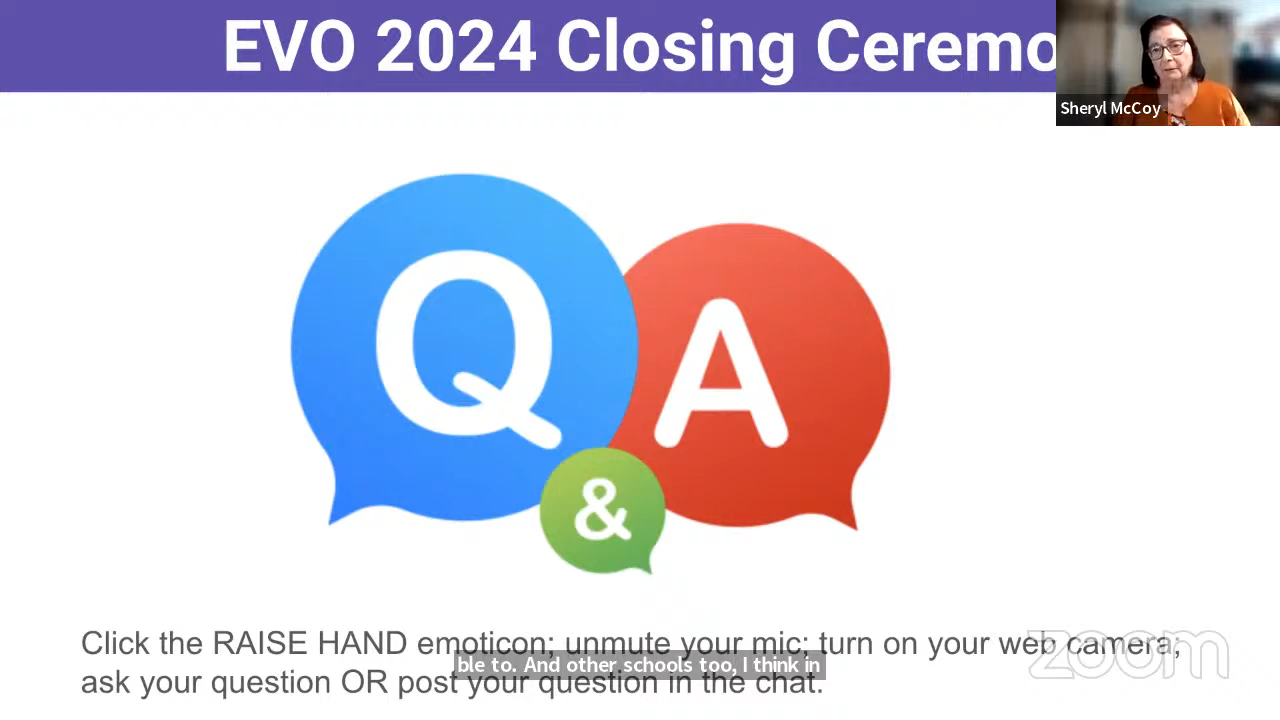 EVO 2024 Closing Ceremo
Sheryl McCoy
Q
A
&
Click the RAISE HAND emoticon; unmute your mic; turn on your web camera;
ble to. And other schools too, I think in
ask your question OR post your question in the chat.
zoom